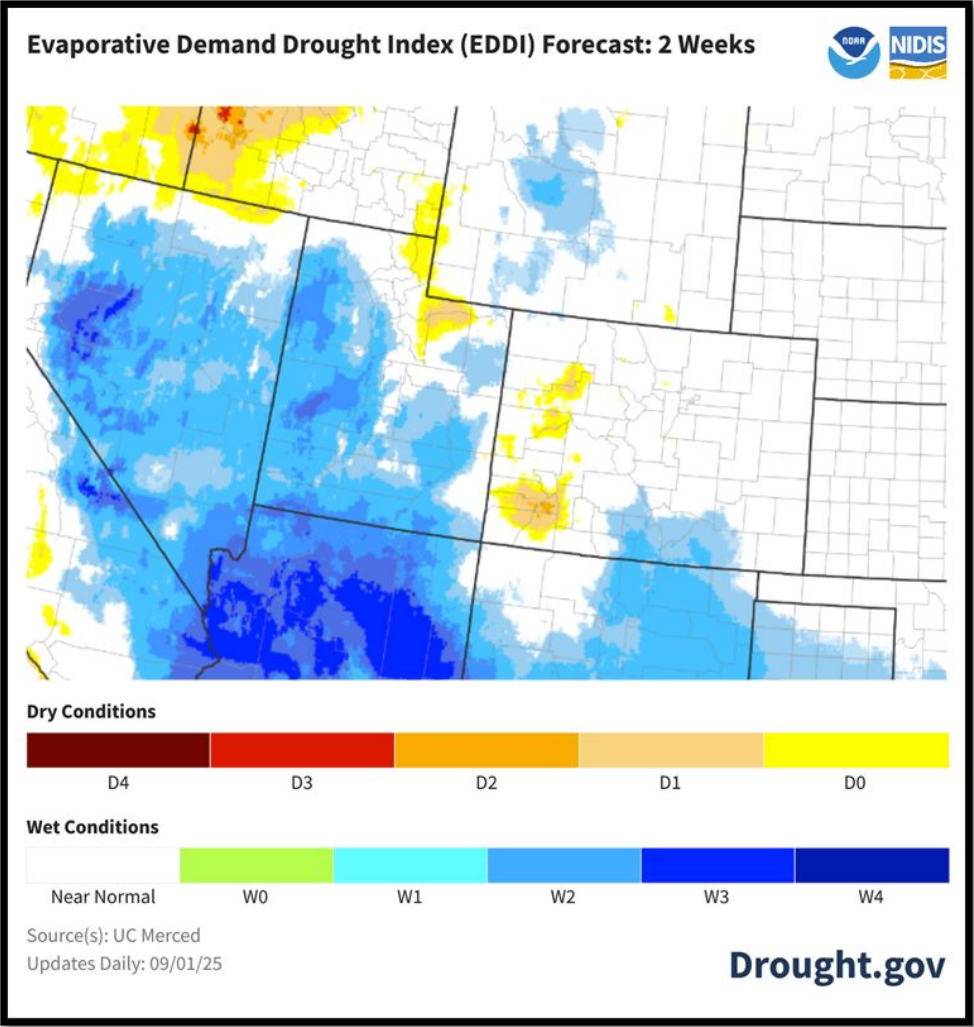 Evaporative Demand Drought Index (EDDI) Forecast: 2 Weeks
NOAA
NIDIS
Dry Conditions
D4 D3 D2 D1 D0
Wet Conditions
Near Normal W0 W1 W2 W3 W4
Source(s): UC Merced
Updates Daily: 09/01/25
Drought.gov